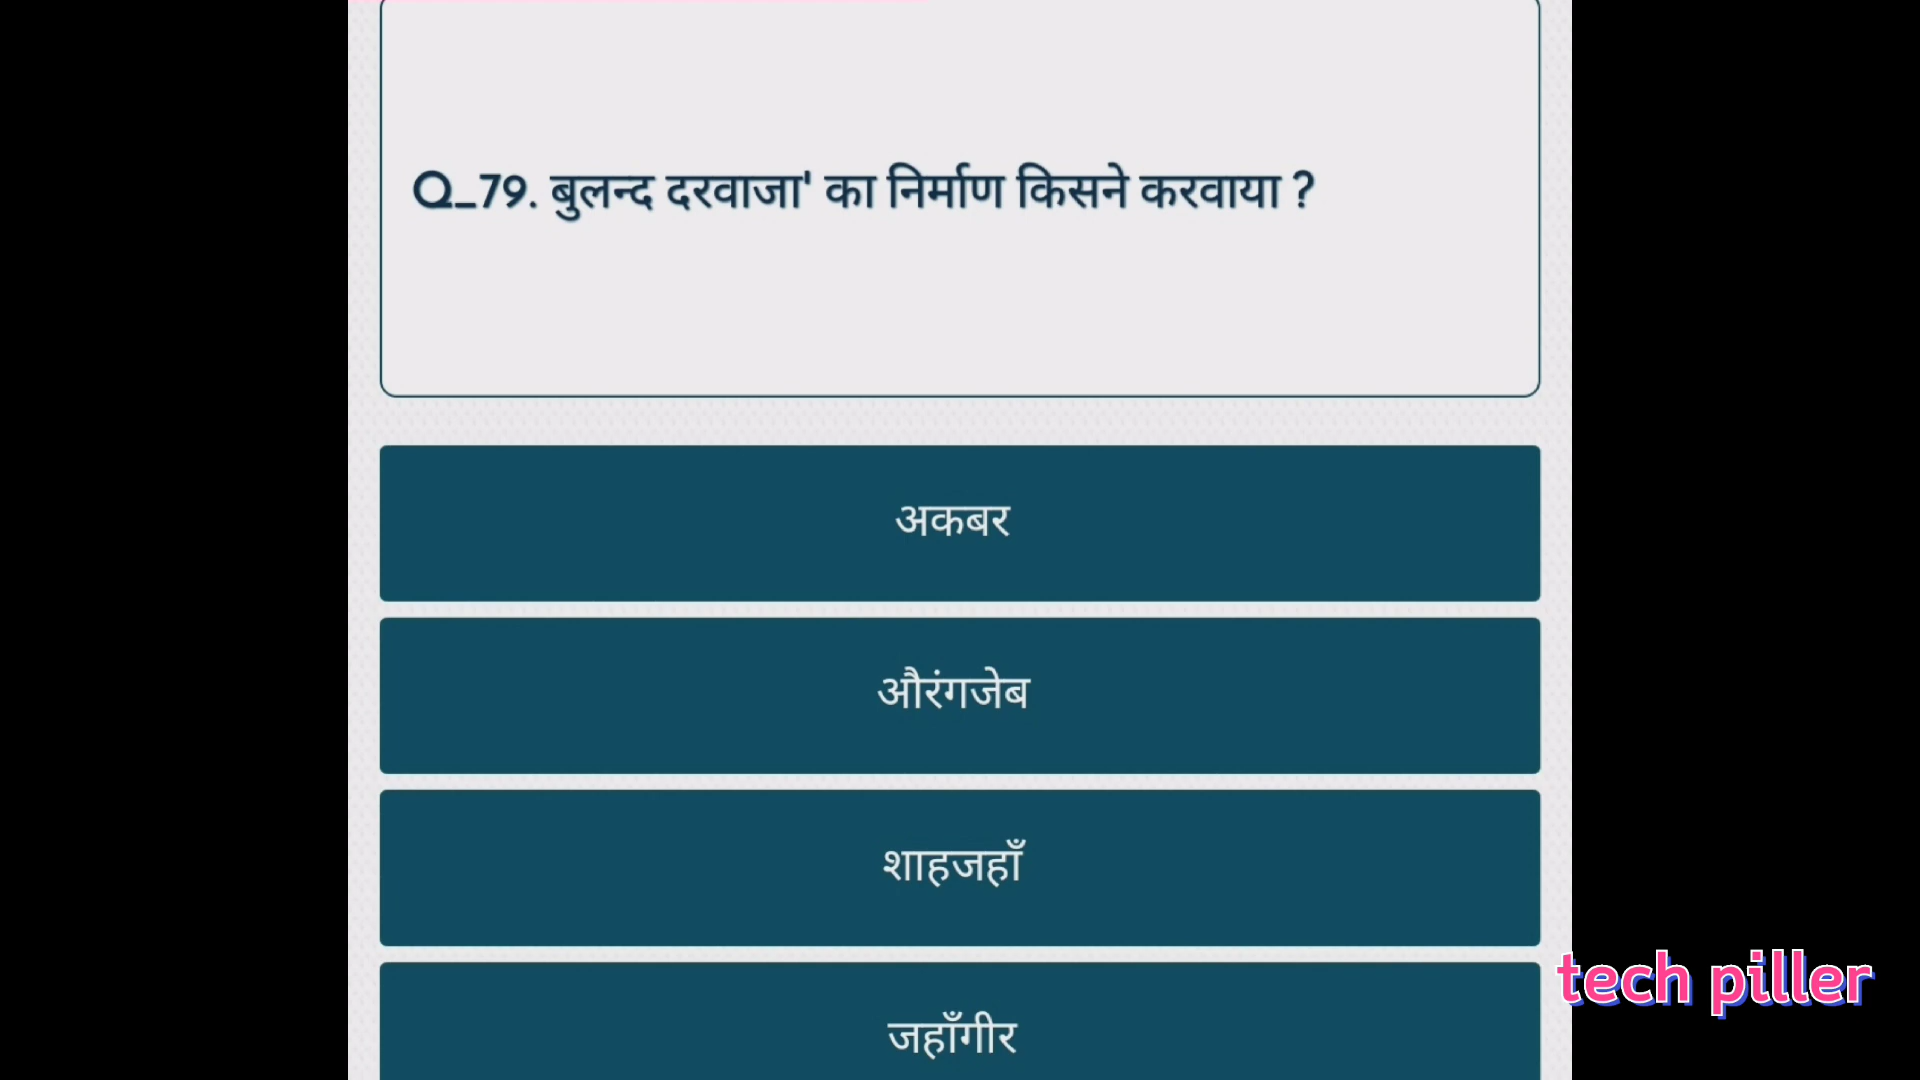 Q_79. बुलन्द दरवाजा' का निर्माण किसने करवाया ?
अकबर
औरंगजेब
शाहजहाँ
जहाँगीर
tech piller